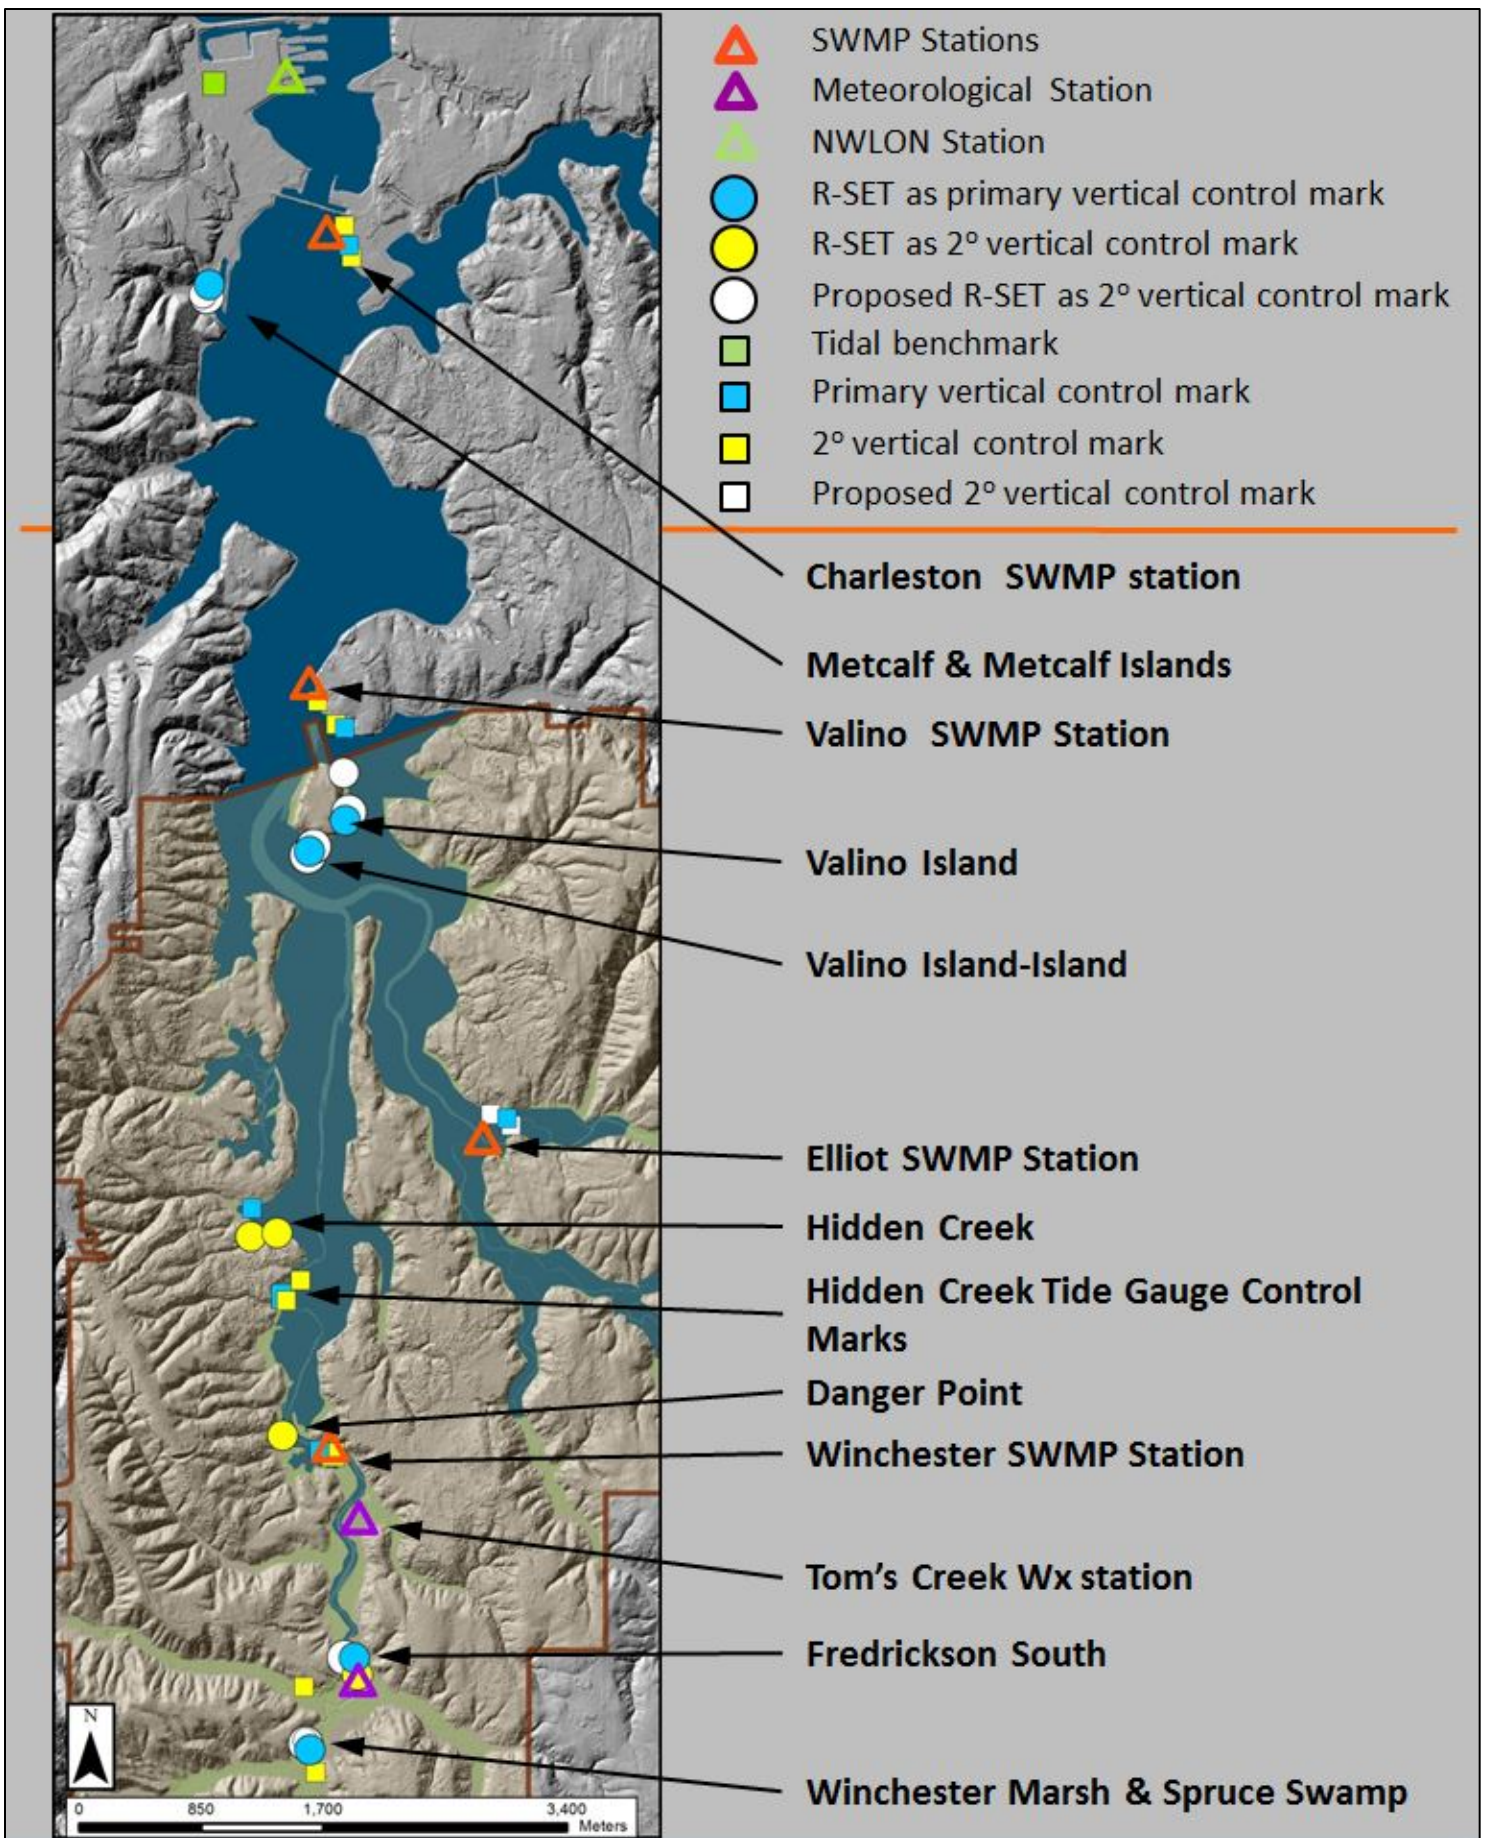 SWMP Stations
Meteorological Station
NWLON Station
R-SET as primary vertical control mark
R-SET as 2º vertical control mark
Proposed R-SET as 2º vertical control mark
Tidal benchmark
Primary vertical control mark
2º vertical control mark
Proposed 2º vertical control mark
Charleston SWMP station
Metcalf & Metcalf Islands
Valino SWMP Station
Valino Island
Valino Island-Island
Elliot SWMP Station
Hidden Creek
Hidden Creek Tide Gauge Control
Marks
Danger Point
Winchester SWMP Station
Tom's Creek Wx station
Fredrickson South
Winchester Marsh & Spruce Swamp
N
0 850 1,700 3,400
Meters